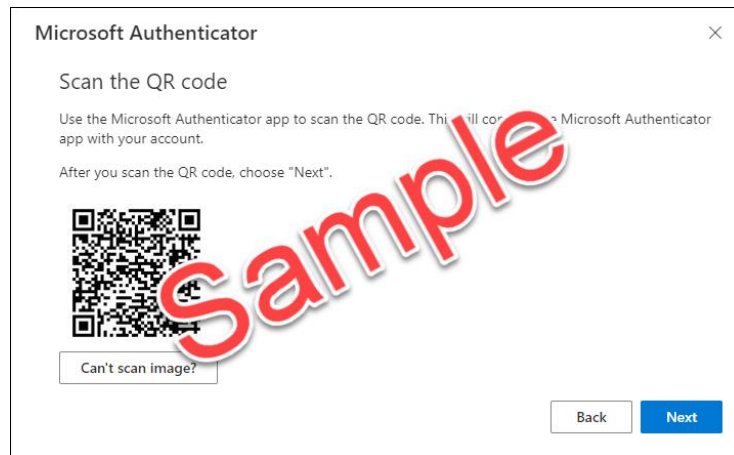 Microsoft Authenticator
Scan the QR code
Use the Microsoft Authenticator app to scan the QR code. This will Microsoft Authenticator
app with your account.
After you scan the QR code, choose "Next".
Sample
Can't scan image?
Back
Next